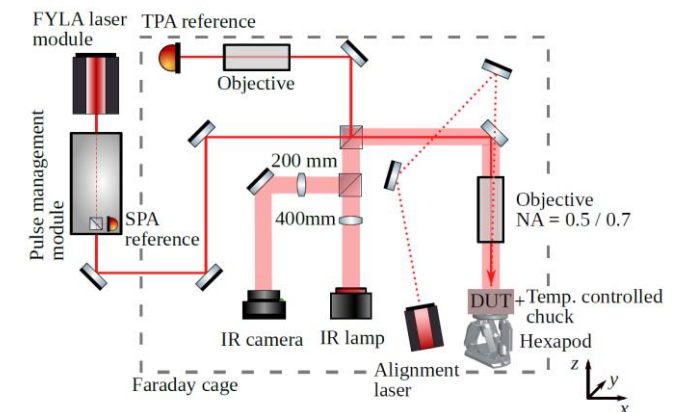 FYLA laser
module
TPA reference
Objective
Pulse management
module
SPA
reference
200 mm
400mm
Objective
NA = 0.5 / 0.7
DUT
+Temp. controlled
chuck
Hexapod
IR camera
IR lamp
Alignment
laser
Faraday cage
z
y
x